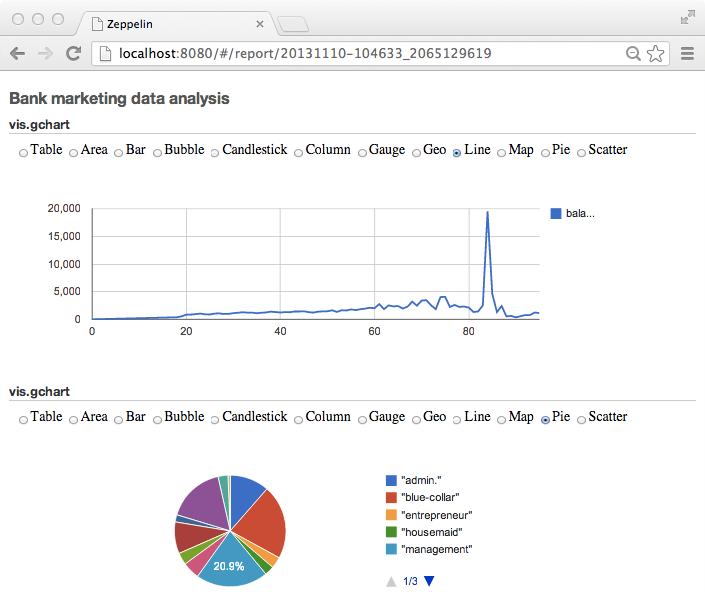 Zeppelin
localhost:8080/#/report/20131110-104633_2065129619
Bank marketing data analysis
vis.gchart
Table Area Bar Bubble Candlestick Column Gauge Geo Line Map Pie Scatter
20,000
15,000
10,000
5,000
0
0 20 40 60 80
bala...
vis.gchart
Table Area Bar Bubble Candlestick Column Gauge Geo Line Map Pie Scatter
20.9%
"admin."
"blue-collar"
"entrepreneur"
"housemaid"
"management"
1/3